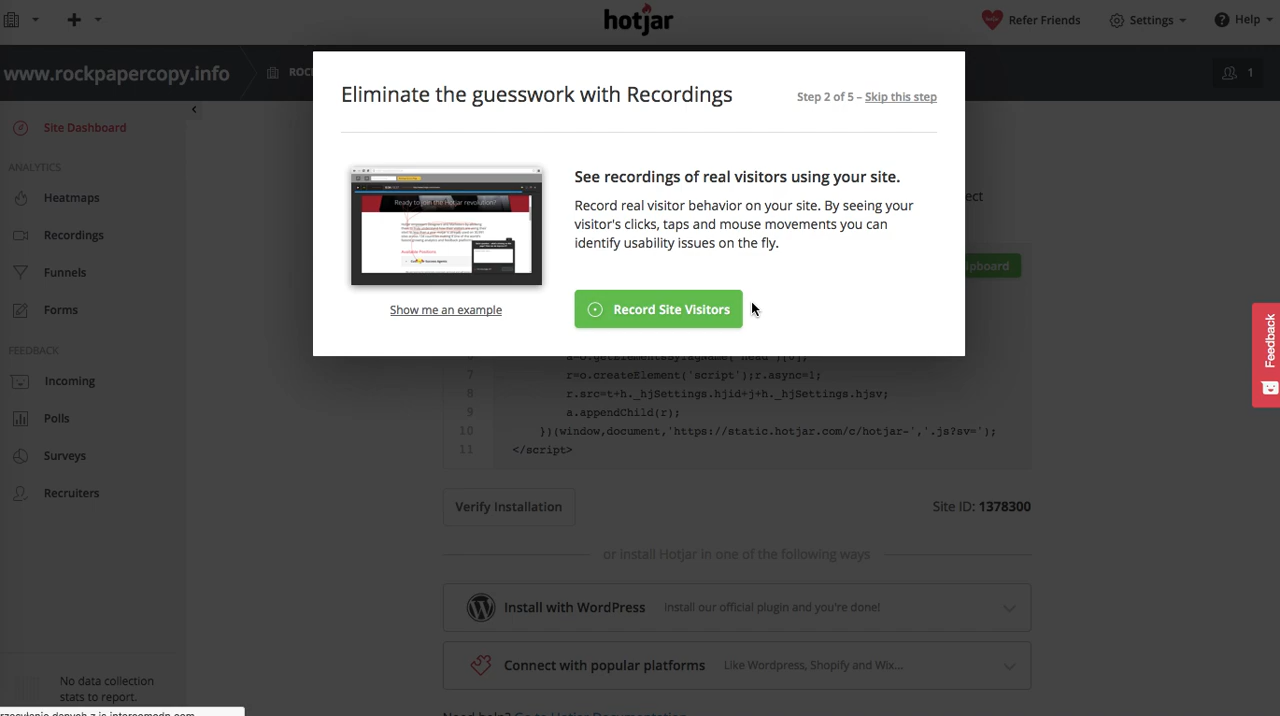 hotjar
Refer Friends
Settings
Help
www.rockpapercopy.info
1
Eliminate the guesswork with Recordings
Step 2 of 5 – Skip this step
See recordings of real visitors using your site.
Record real visitor behavior on your site. By seeing your
visitor's clicks, taps and mouse movements you can
identify usability issues on the fly.
Ready to join the Hotjar revolution?
Show me an example
Record Site Visitors
Site Dashboard
ANALYTICS
Heatmaps
Recordings
Funnels
Forms
FEEDBACK
Incoming
Polls
Surveys
Recruiters
No data collection
stats to report.
Feedback
7 r=o.createElement('script');r.async=1;
8 r.src=t+h._hjSettings.hjid+j+h._hjSettings.hjsv;
9 a.appendChild(r);
10 })(window,document,'https://static.hotjar.com/c/hotjar-','.js?sv=');
11 </script>
Verify Installation
Site ID: 1378300
or install Hotjar in one of the following ways
Install with WordPress Install our official plugin and you're done!
Connect with popular platforms Like Wordpress, Shopify and Wix...